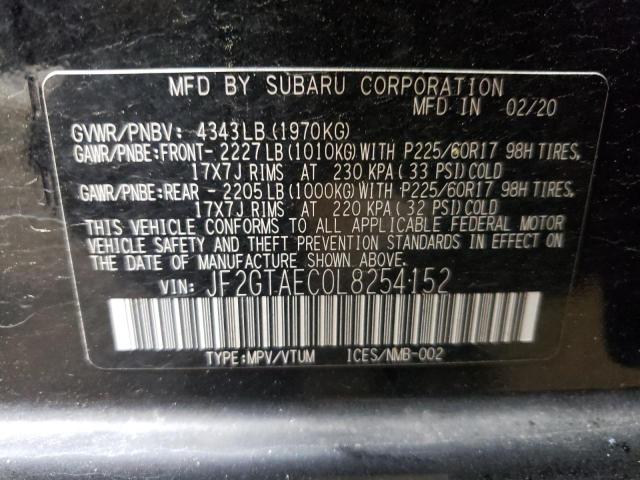 MFD BY SUBARU CORPORATION
MFD IN 02/20
GVWR/PNBV: 4343LB(1970KG)
GAWR/PNBE:FRONT- 2227LB(1010KG)WITH P225/60R17 98H TIRES,
17X7J RIMS AT 230 KPA(33 PSI)COLD
GAWR/PNBE:REAR - 2205LB(1000KG)WITH P225/60R17 98H TIRES,
17X7J RIMS AT 220 KPA(32 PSI)COLD
THIS VEHICLE CONFORMS TO ALL APPLICABLE FEDERAL MOTOR
VEHICLE SAFETY AND THEFT PREVENTION STANDARDS IN EFFECT ON
THE DATE OF MANUFACTURE SHOWN ABOVE.
VIN: JF2GTAEC0L8254152
TYPE:MPV/VTUM ICES/NMB-002